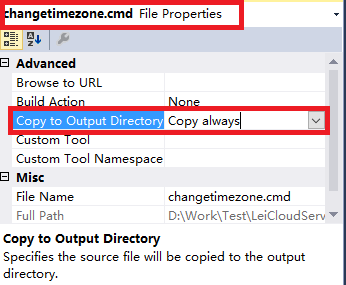 changetimezone.cmd File Properties
Advanced
Browse to URL
Build Action None
Copy to Output Directory Copy always
Custom Tool
Custom Tool Namespace
Misc
File Name changetimezone.cmd
Full Path D:\Work\Test\LeiCloudServ
Copy to Output Directory
Specifies the source file will be copied to the output
directory.